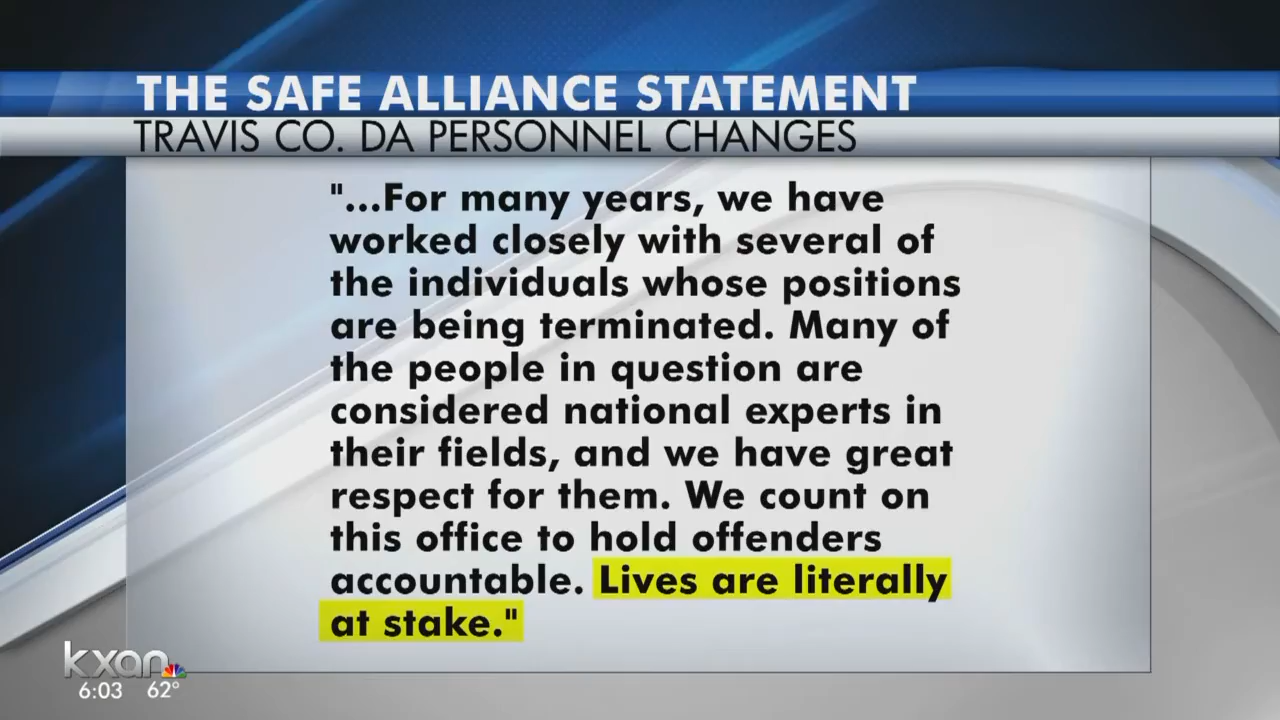 THE SAFE ALLIANCE STATEMENT
TRAVIS CO. DA PERSONNEL CHANGES
"...For many years, we have
worked closely with several of
the individuals whose positions
are being terminated. Many of
the people in question are
considered national experts in
their fields, and we have great
respect for them. We count on
this office to hold offenders
accountable. Lives are literally
at stake."
kxan
6:03 62°